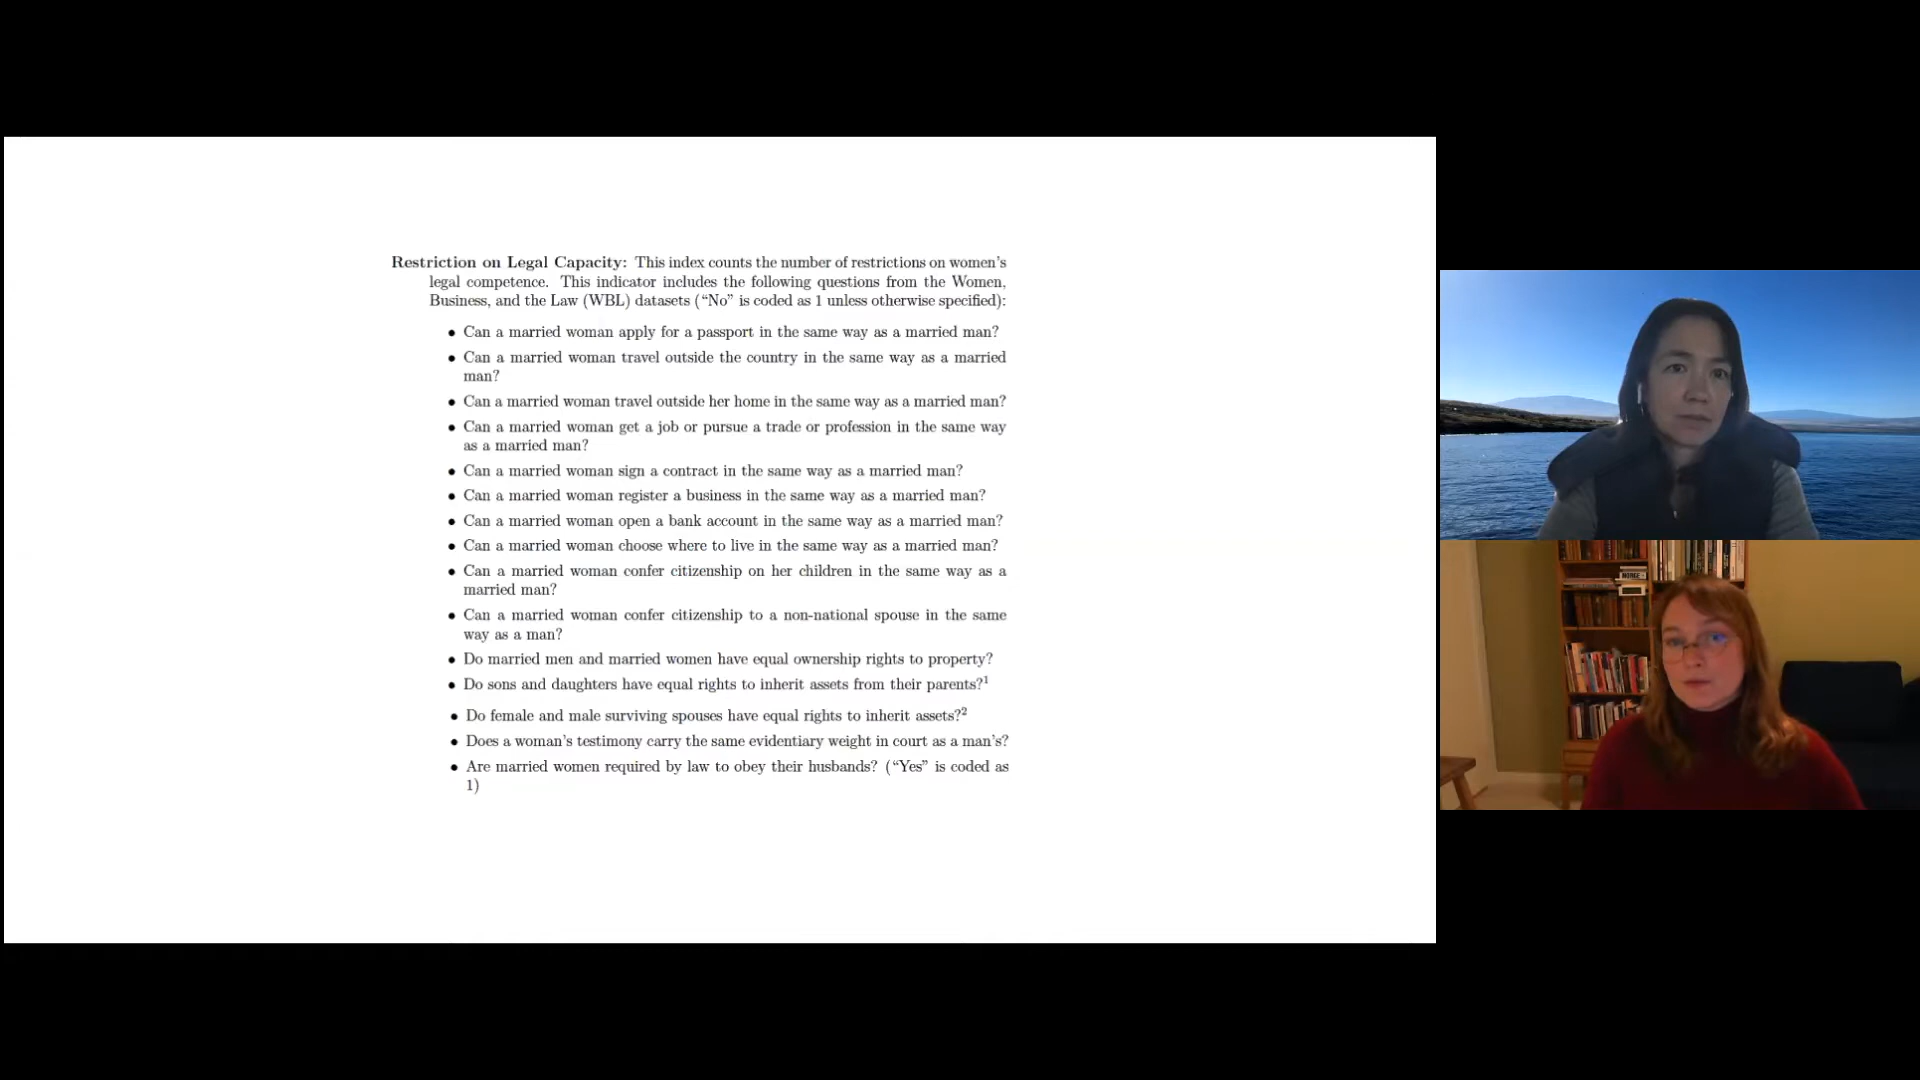 Restriction on Legal Capacity: This index counts the number of restrictions on women's
legal competence. This indicator includes the following questions from the Women,
Business, and the Law (WBL) datasets (“No” is coded as 1 unless otherwise specified):
• Can a married woman apply for a passport in the same way as a married man?
• Can a married woman travel outside the country in the same way as a married
man?
• Can a married woman travel outside her home in the same way as a married man?
• Can a married woman get a job or pursue a trade or profession in the same way
as a married man?
• Can a married woman sign a contract in the same way as a married man?
• Can a married woman register a business in the same way as a married man?
• Can a married woman open a bank account in the same way as a married man?
• Can a married woman choose where to live in the same way as a married man?
• Can a married woman confer citizenship on her children in the same way as a
married man?
• Can a married woman confer citizenship to a non-national spouse in the same
way as a man?
• Do married men and married women have equal ownership rights to property?
• Do sons and daughters have equal rights to inherit assets from their parents?¹
• Do female and male surviving spouses have equal rights to inherit assets?²
• Does a woman's testimony carry the same evidentiary weight in court as a man's?
• Are married women required by law to obey their husbands? (“Yes” is coded as
1)
NORGE